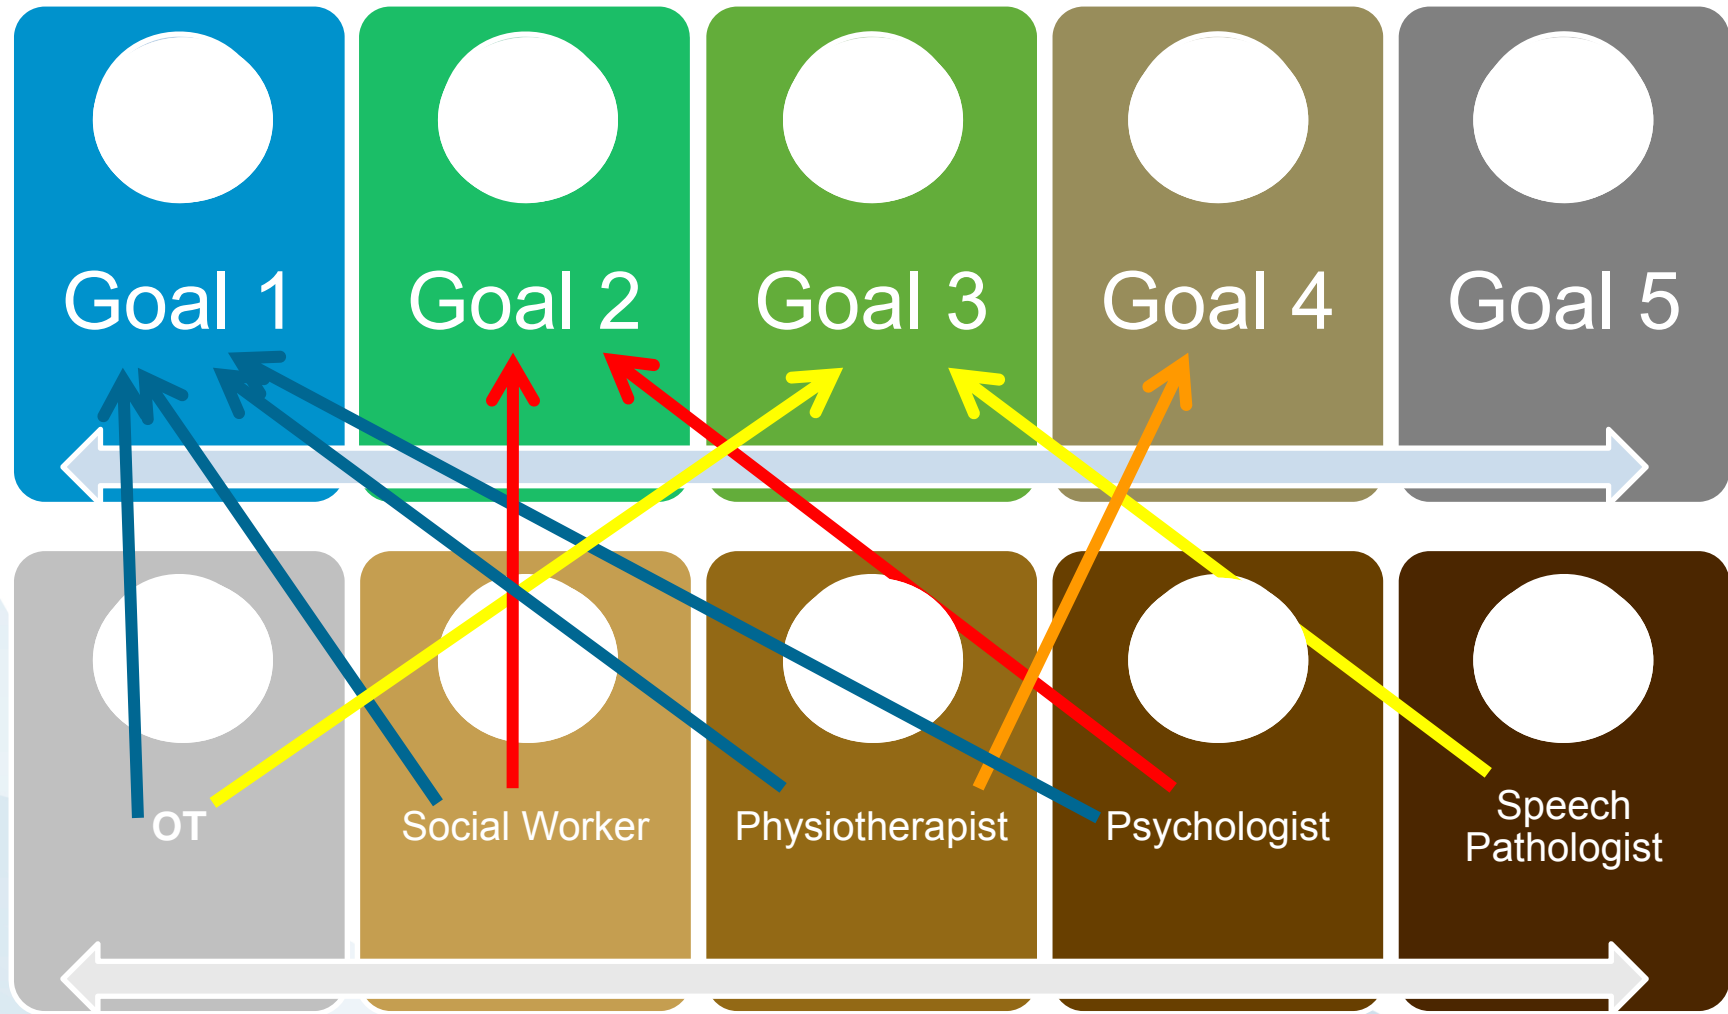 Goal 1
Goal 2
Goal 3
Goal 4
Goal 5
OT
Social Worker
Physiotherapist
Psychologist
Speech
Pathologist